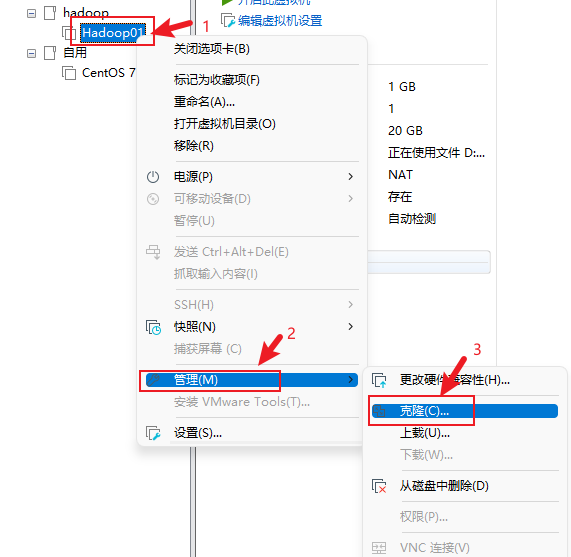 hadoop
开启此虚拟机
Hadoop01
1
编辑虚拟机设置
自用
关闭选项卡(B)
CentOS 7
标记为收藏项(F)
1 GB
重命名(A)...
1
打开虚拟机目录(O)
20 GB
移除(R)
正在使用文件 D:...
电源(P)
NAT
可移动设备(D)
存在
暂停(U)
自动检测
发送 Ctrl+Alt+Del(E)
抓取输入内容(I)
SSH(H)
快照(N)
2
捕获屏幕 (C)
3
管理(M)
更改硬件兼容性(H)...
安装 VMware Tools(T)...
克隆(C)...
设置(S)...
上载(U)...
下载(W)...
从磁盘中删除(D)
权限(P)...
VNC 连接(V)